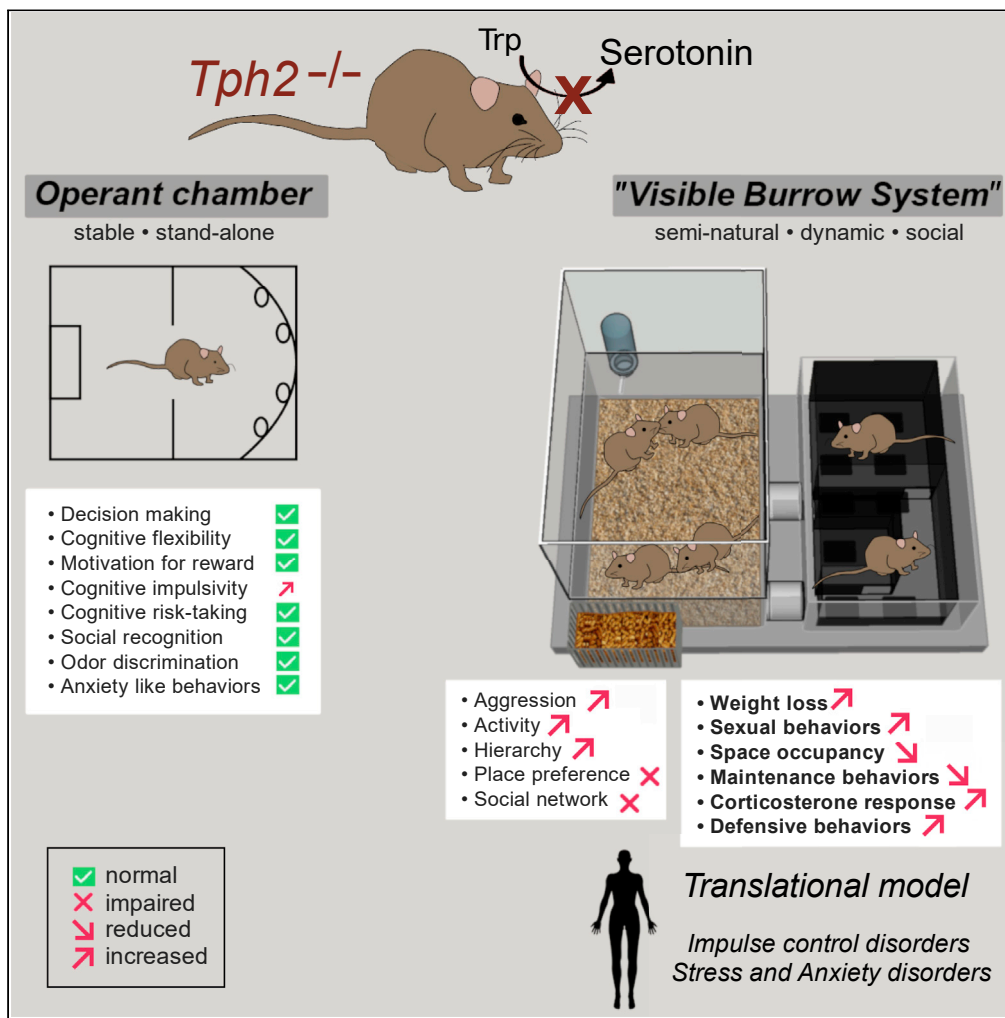 Trp
Serotonin
Tph2 -/-
X
Operant chamber
stable • stand-alone
"Visible Burrow System"
semi-natural • dynamic • social
• Decision making
• Cognitive flexibility
• Motivation for reward
• Cognitive impulsivity
• Cognitive risk-taking
• Social recognition
• Odor discrimination
• Anxiety like behaviors
• Aggression
• Activity
• Hierarchy
• Place preference
• Social network
• Weight loss
• Sexual behaviors
• Space occupancy
• Maintenance behaviors
• Corticosterone response
• Defensive behaviors
normal
impaired
reduced
increased
Translational model
Impulse control disorders
Stress and Anxiety disorders